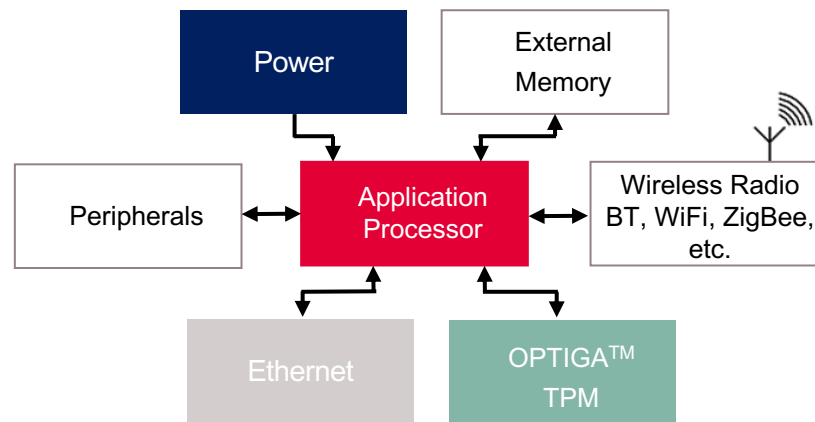 Power
External
Memory
Peripherals
Application
Processor
Wireless Radio
BT, WiFi, ZigBee,
etc.
Ethernet
OPTIGA™
TPM